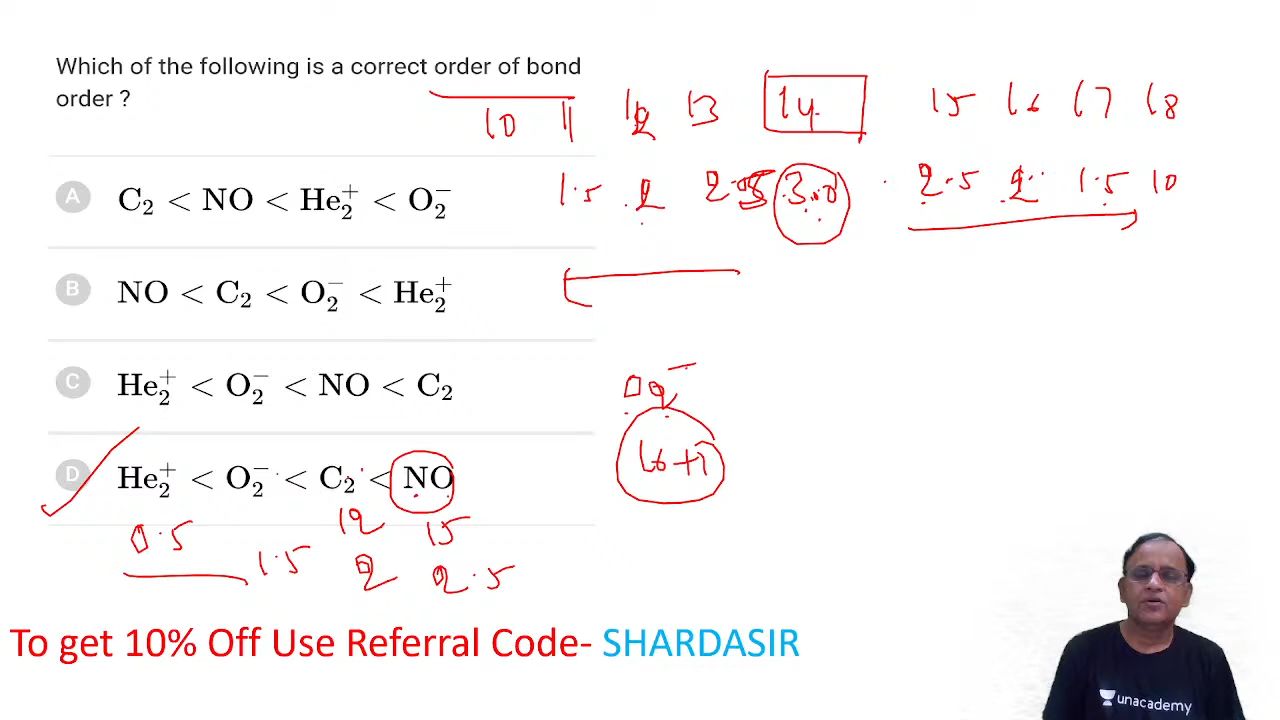 Which of the following is a correct order of bond
order ?
10 11 12 13 14 15 16 17 18
1.5 2 2.5 3.0 2.5 2 1.5 10
A C₂ < NO < He₂⁺ < O₂⁻
B NO < C₂ < O₂⁻ < He₂⁺
C He₂⁺ < O₂⁻ < NO < C₂
O₂⁻
16+1
D He₂⁺ < O₂⁻ < C₂ < NO
12 15
0.5 1.5 2 2.5
To get 10% Off Use Referral Code- SHARDASIR
unacademy